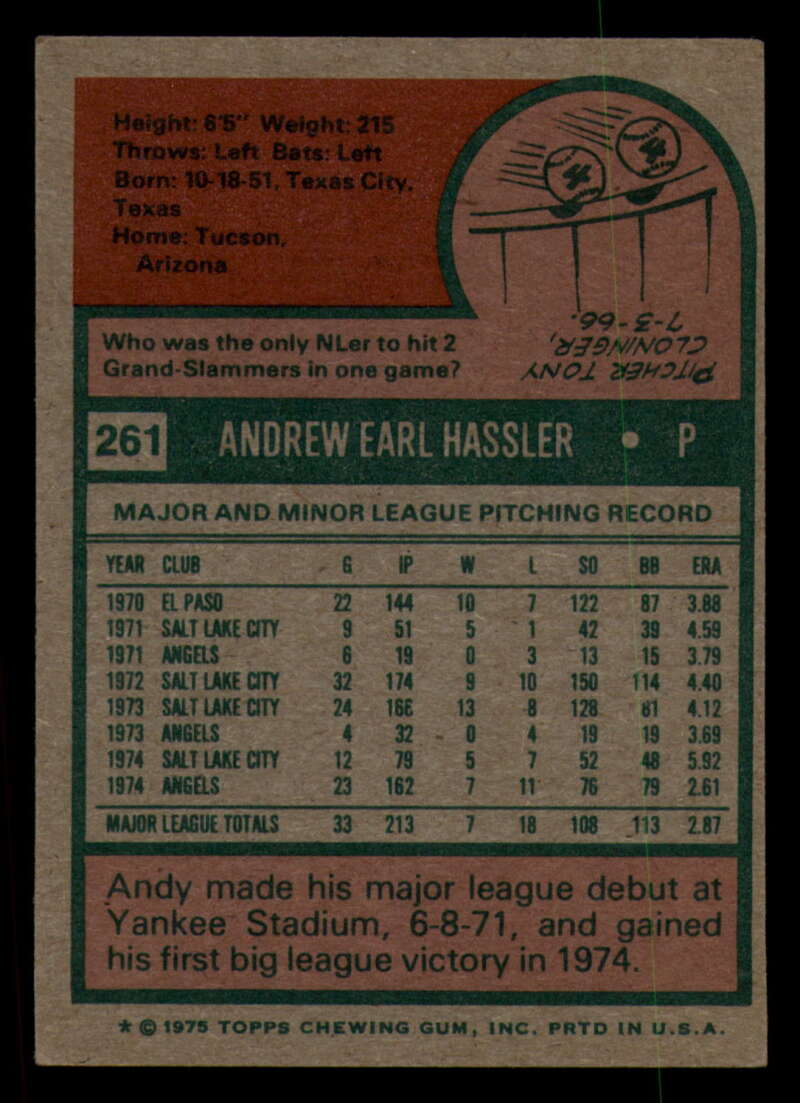 Height: 6'5" Weight: 215
Throws: Left Bats: Left
Born: 10-18-51, Texas City,
Texas
Home: Tucson,
Arizona
Who was the only NLer to hit 2
Grand-Slammers in one game?
PITCHER TONY
CLONINGER,
7-3-66.
261 ANDREW EARL HASSLER • P
MAJOR AND MINOR LEAGUE PITCHING RECORD
YEAR CLUB G IP W L SO BB ERA
1970 EL PASO 22 144 10 7 122 87 3.88
1971 SALT LAKE CITY 9 51 5 1 42 39 4.59
1971 ANGELS 6 19 0 3 13 15 3.79
1972 SALT LAKE CITY 32 174 9 10 150 114 4.40
1973 SALT LAKE CITY 24 166 13 8 128 81 4.12
1973 ANGELS 4 32 0 4 19 19 3.69
1974 SALT LAKE CITY 12 79 5 7 52 48 5.92
1974 ANGELS 23 162 7 11 76 79 2.61
MAJOR LEAGUE TOTALS 33 213 7 18 108 113 2.87
Andy made his major league debut at
Yankee Stadium, 6-8-71, and gained
his first big league victory in 1974.
* © 1975 TOPPS CHEWING GUM, INC. PRTD IN U.S.A.